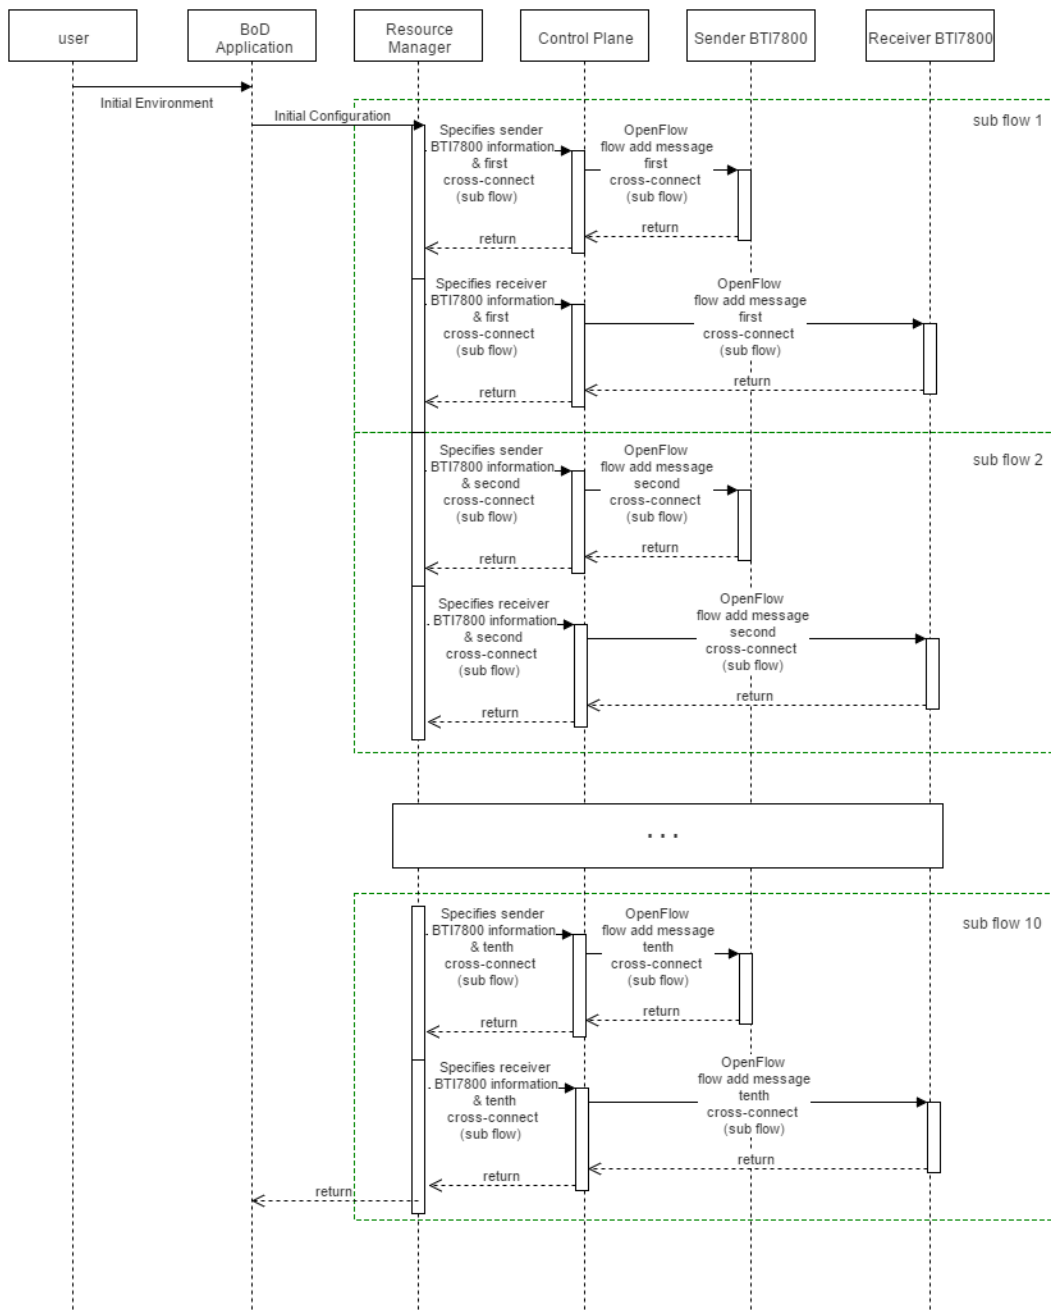 user
BoD
Application
Resource
Manager
Control Plane
Sender BTI7800
Receiver BTI7800
Initial Environment
Initial Configuration
sub flow 1
Specifies sender
BTI7800 information
& first
cross-connect
(sub flow)
OpenFlow
flow add message
first
cross-connect
(sub flow)
return
return
Specifies receiver
BTI7800 information
& first
cross-connect
(sub flow)
OpenFlow
flow add message
first
cross-connect
(sub flow)
return
return
sub flow 2
Specifies sender
BTI7800 information
& second
cross-connect
(sub flow)
OpenFlow
flow add message
second
cross-connect
(sub flow)
return
return
Specifies receiver
BTI7800 information
& second
cross-connect
(sub flow)
OpenFlow
flow add message
second
cross-connect
(sub flow)
return
return
. . .
sub flow 10
Specifies sender
BTI7800 information
& tenth
cross-connect
(sub flow)
OpenFlow
flow add message
tenth
cross-connect
(sub flow)
return
return
Specifies receiver
BTI7800 information
& tenth
cross-connect
(sub flow)
OpenFlow
flow add message
tenth
cross-connect
(sub flow)
return
return
return